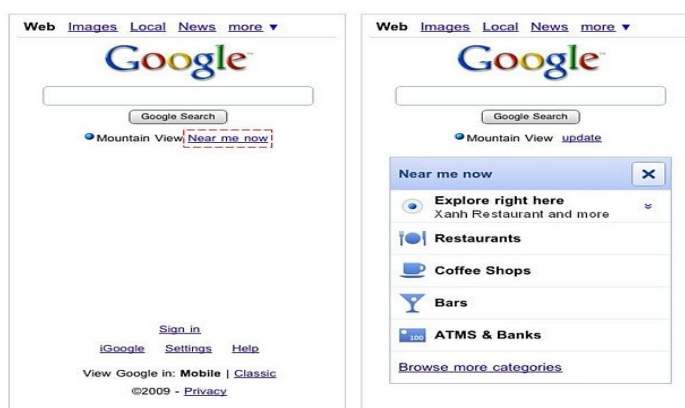 Web Images Local News more ▼
Google™
Google Search
Mountain View Near me now
Sign in
iGoogle Settings Help
View Google in: Mobile | Classic
©2009 - Privacy
Web Images Local News more ▼
Google™
Google Search
Mountain View update
Near me now
Explore right here
Xanh Restaurant and more
Restaurants
Coffee Shops
Bars
100
ATMS & Banks
Browse more categories